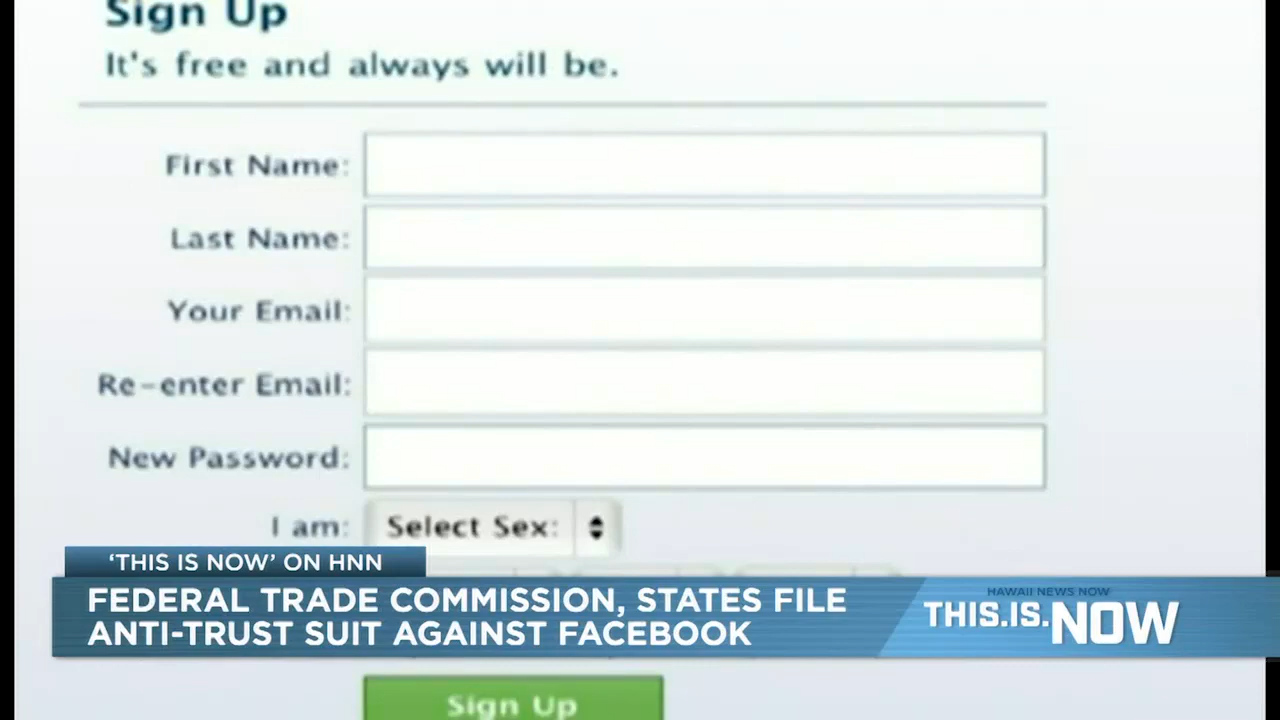 Sign Up
It's free and always will be.
First Name:
Last Name:
Your Email:
Re-enter Email:
New Password:
I am: Select Sex:
‘THIS IS NOW’ ON HNN
FEDERAL TRADE COMMISSION, STATES FILE
ANTI-TRUST SUIT AGAINST FACEBOOK
HAWAII NEWS NOW
THIS.IS.NOW
Sign Up